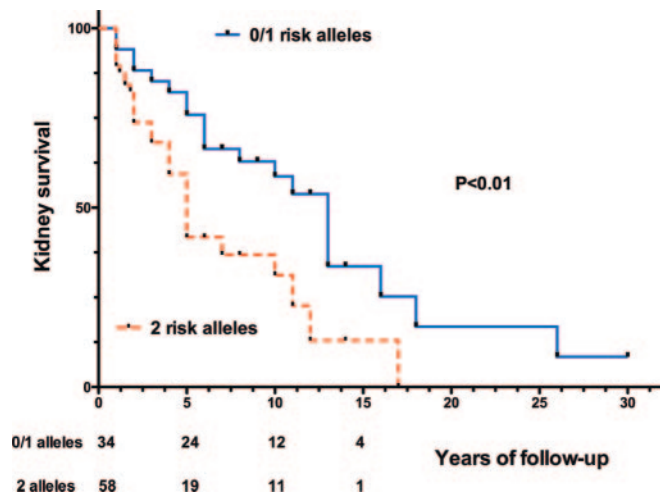 100
0/1 risk alleles
P<0.01
Kidney survival
50
2 risk alleles
0
0 5 10 15 20 25 30
0/1 alleles 34 24 12 4
Years of follow-up
2 alleles 58 19 11 1